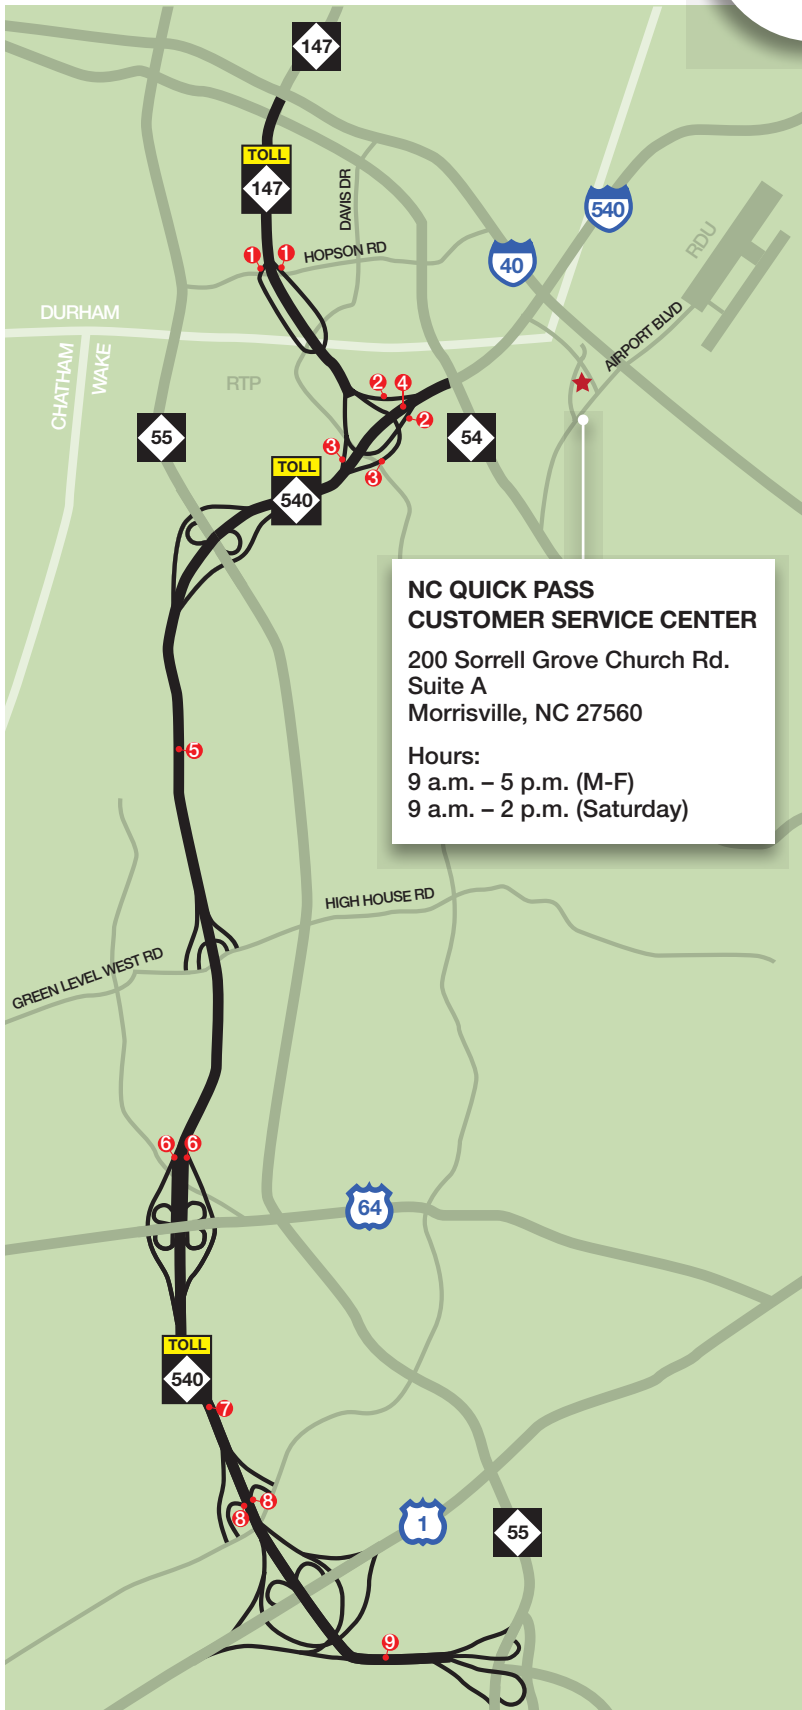 147
TOLL
147
DAVIS DR
540
RDU
1
1
HOPSON RD
40
DURHAM
AIRPORT BLVD
CHATHAM
WAKE
RTP
2
4
2
55
54
3
3
TOLL
540
NC QUICK PASS
CUSTOMER SERVICE CENTER
200 Sorrell Grove Church Rd.
Suite A
Morrisville, NC 27560
Hours:
9 a.m. – 5 p.m. (M-F)
9 a.m. – 2 p.m. (Saturday)
5
HIGH HOUSE RD
GREEN LEVEL WEST RD
6
6
64
TOLL
540
7
8
8
1
55
9